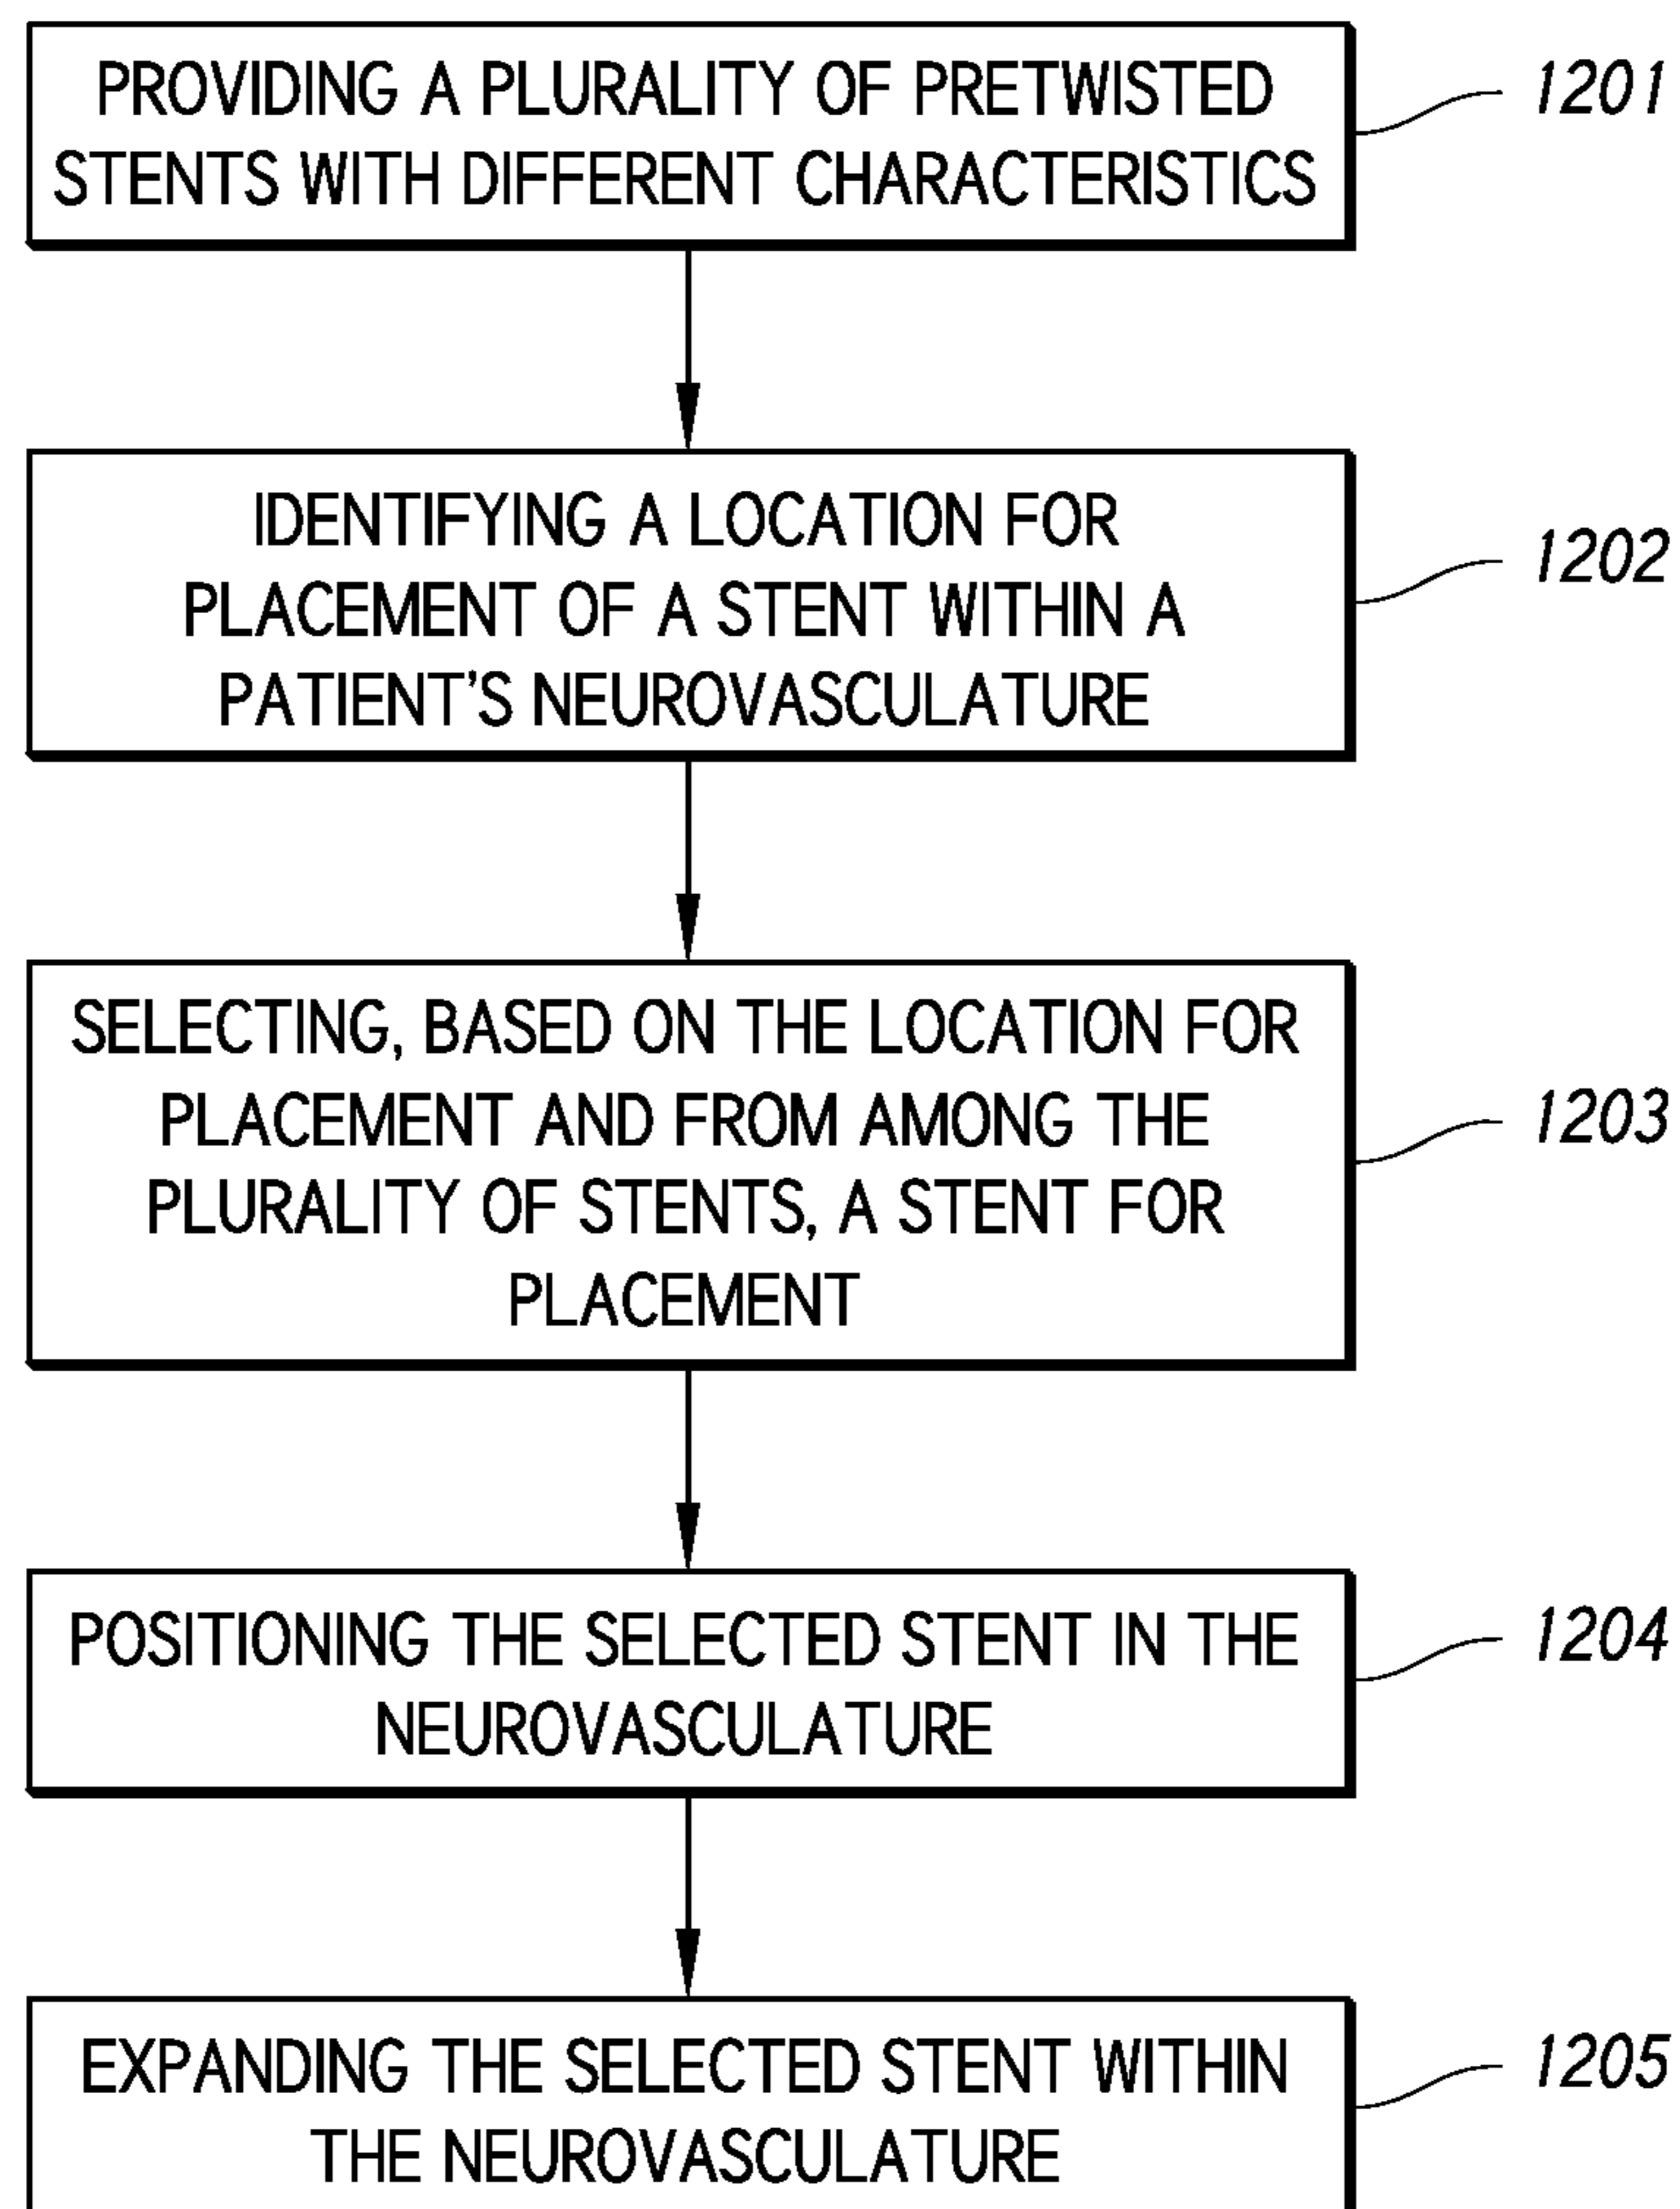 PROVIDING A PLURALITY OF PRETWISTED
STENTS WITH DIFFERENT CHARACTERISTICS
1201
IDENTIFYING A LOCATION FOR
PLACEMENT OF A STENT WITHIN A
PATIENT'S NEUROVASCULATURE
1202
SELECTING, BASED ON THE LOCATION FOR
PLACEMENT AND FROM AMONG THE
PLURALITY OF STENTS, A STENT FOR
PLACEMENT
1203
POSITIONING THE SELECTED STENT IN THE
NEUROVASCULATURE
1204
EXPANDING THE SELECTED STENT WITHIN
THE NEUROVASCULATURE
1205